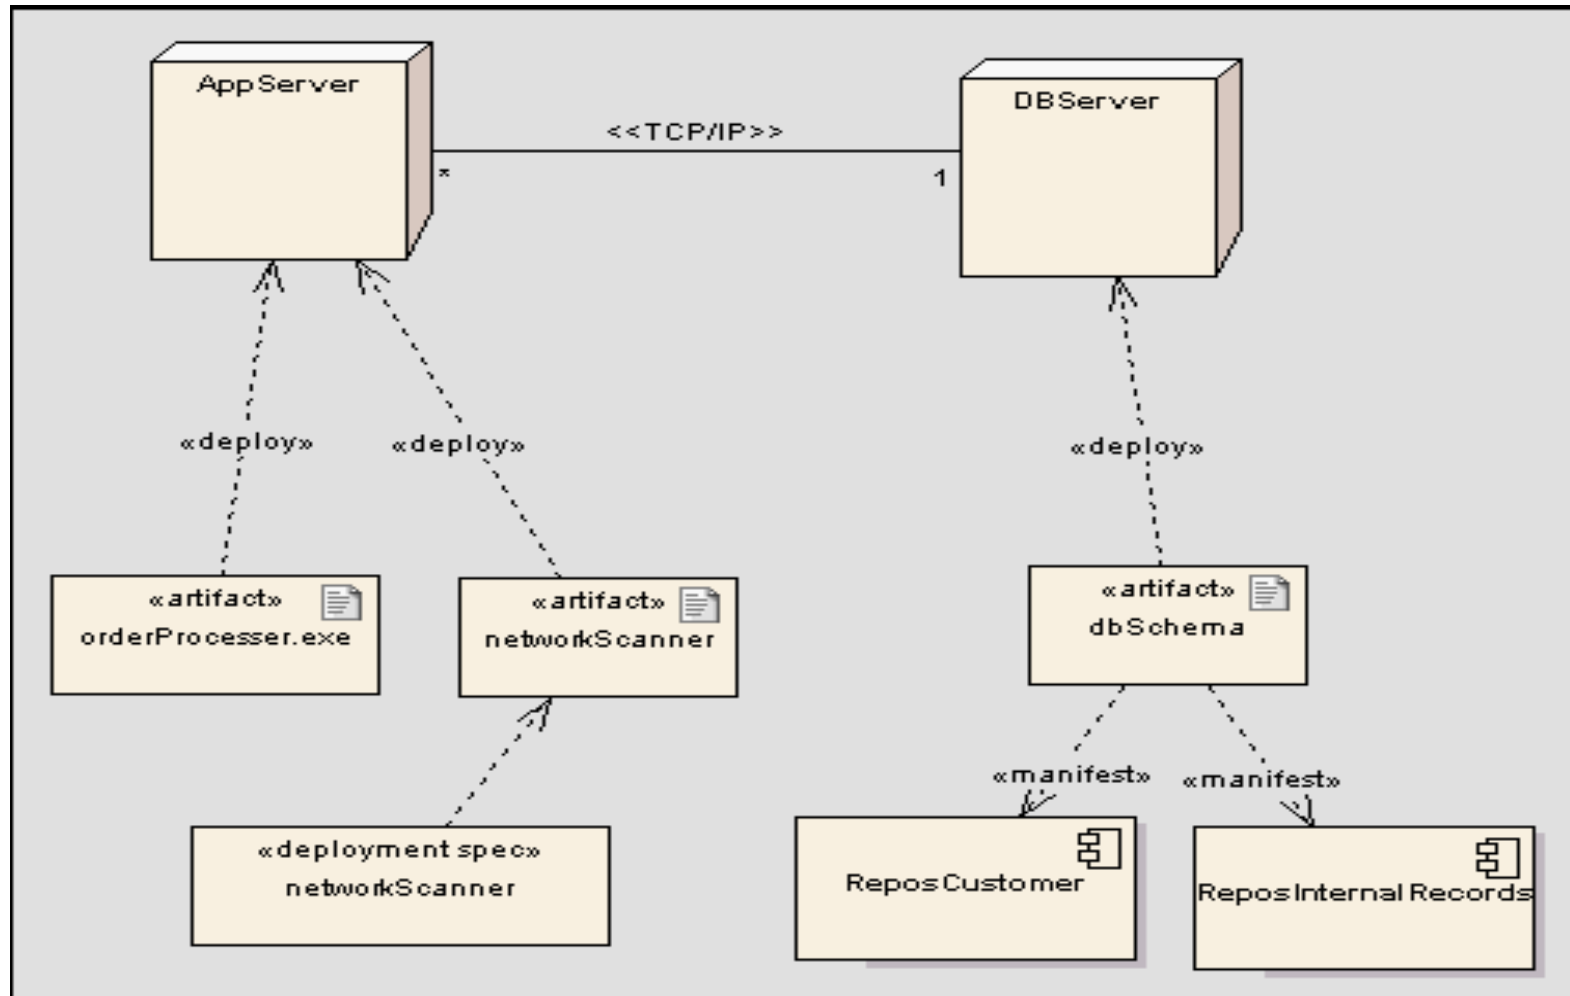 AppServer
DBServer
<<TCP/IP>>
*
1
«deploy»
«deploy»
«deploy»
«artifact»
orderProcesser.exe
«artifact»
networkScanner
«artifact»
dbSchema
«manifest»
«manifest»
«deployment spec»
networkScanner
ReposCustomer
ReposInternalRecords